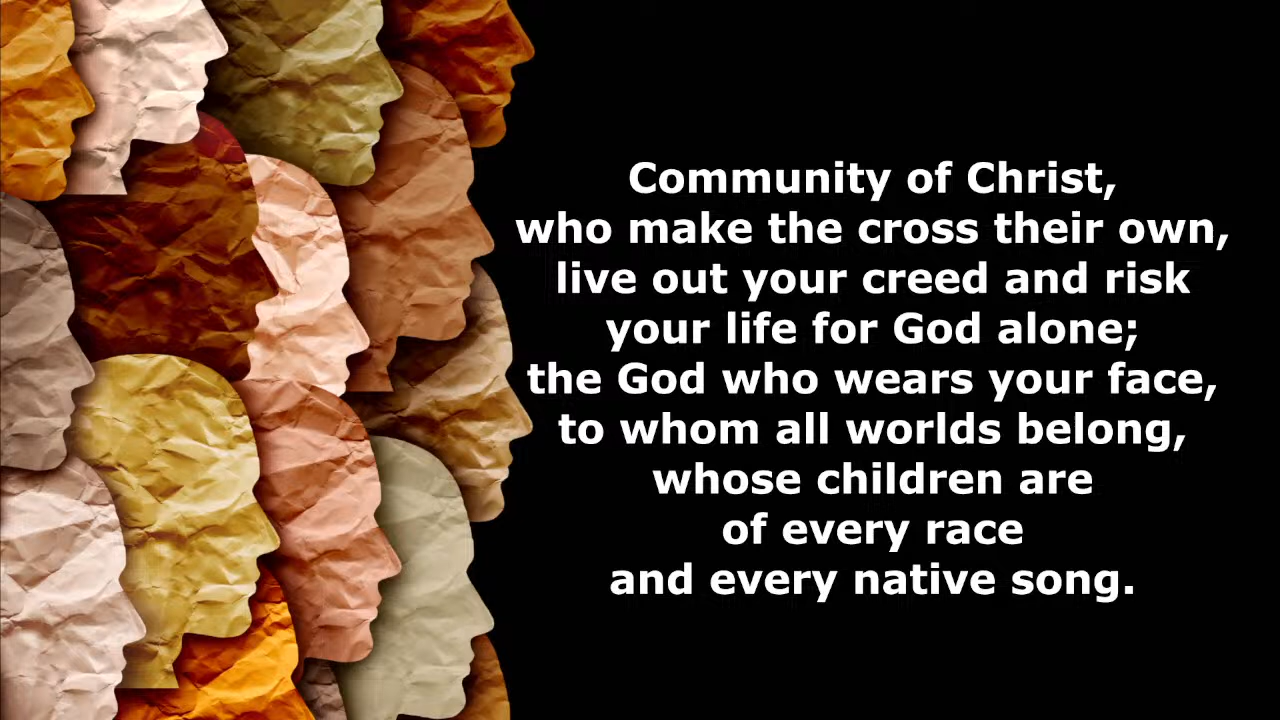 Community of Christ,
who make the cross their own,
live out your creed and risk
your life for God alone;
the God who wears your face,
to whom all worlds belong,
whose children are
of every race
and every native song.